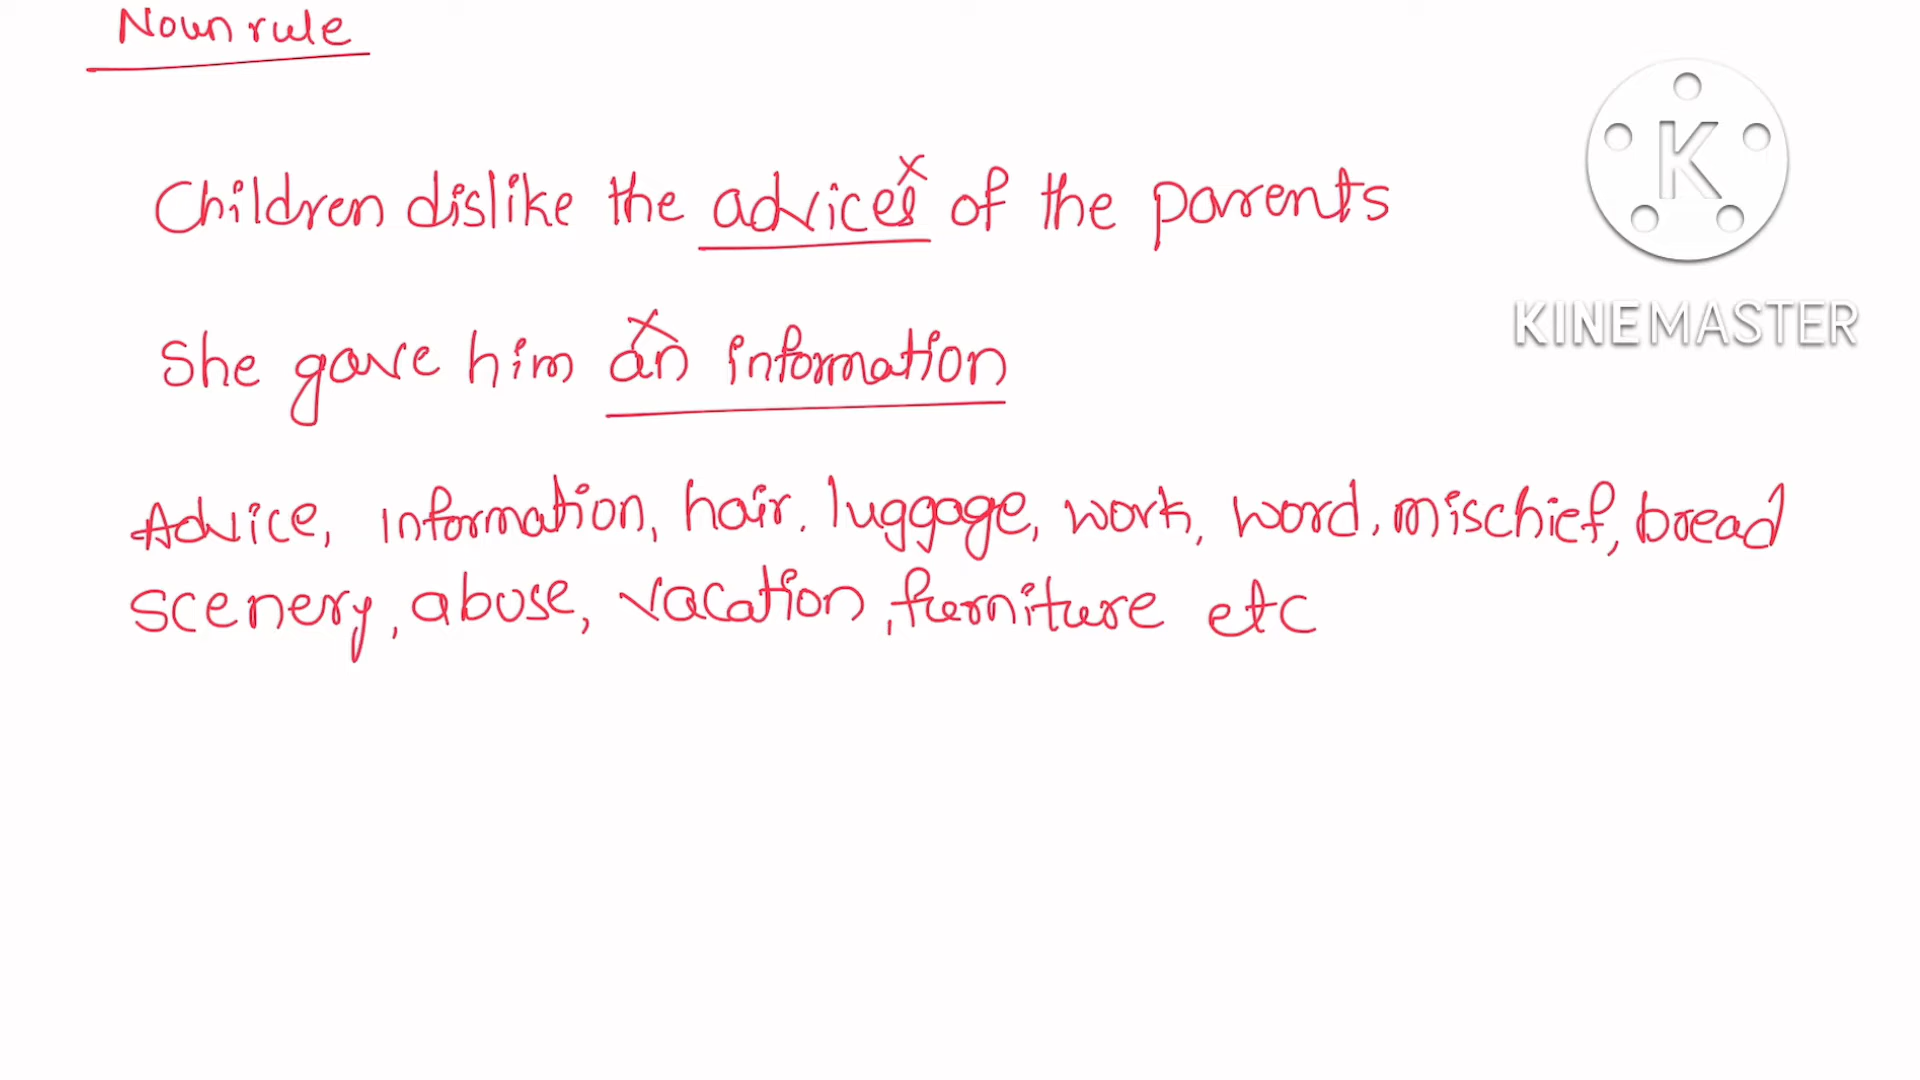 Noun rule
Children dislike the advices x of the parents
She gave him an x information
Advice, information, hair. luggage, work, word, mischief, bread
scenery, abuse, vacation, furniture etc
K
KINEMASTER